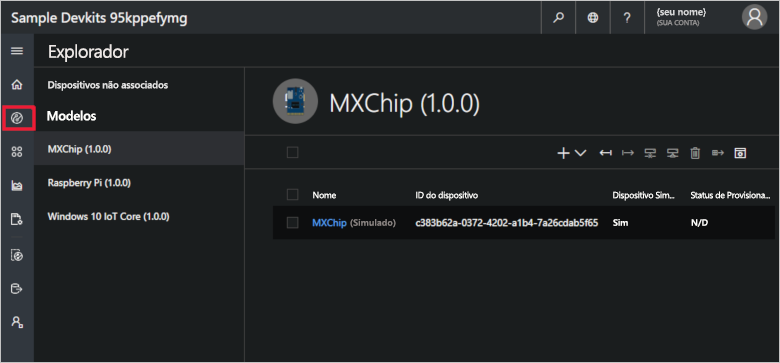 Sample Devkits 95kppefymg
?
{seu nome}
(SUA CONTA)
Explorador
Dispositivos não associados
Modelos
MXChip (1.0.0)
Raspberry Pi (1.0.0)
Windows 10 IoT Core (1.0.0)
MXChip (1.0.0)
Nome ID do dispositivo Dispositivo Sim... Status de Provisiona...
MXChip (Simulado) c383b62a-0372-4202-a1b4-7a26cdab5f65 Sim N/D